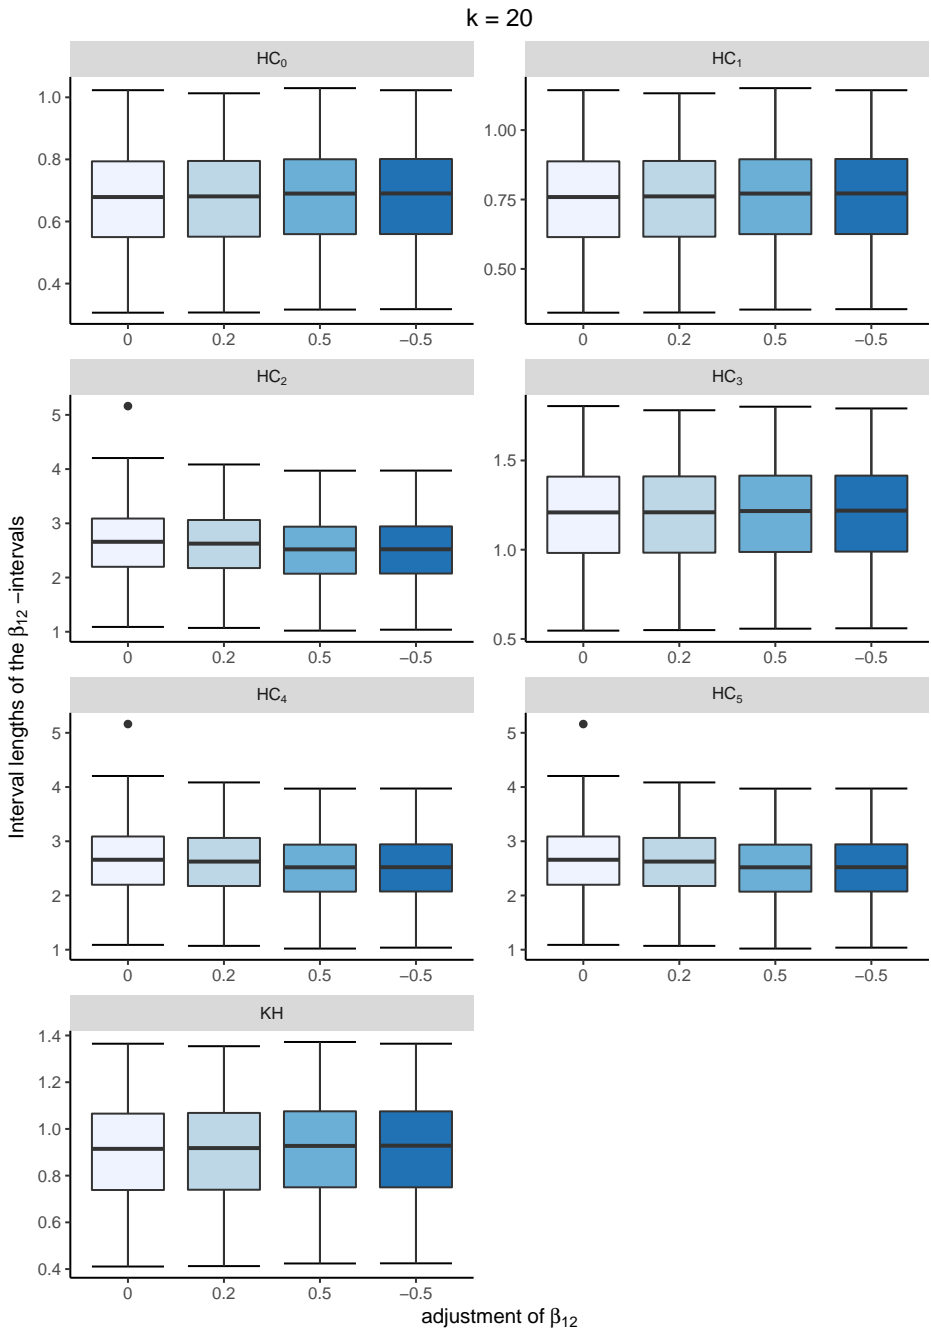 k = 20
HC₀
HC₁
1.0
0.8
0.6
0.4
1.00
0.75
0.50
0 0.2 0.5 −0.5
0 0.2 0.5 −0.5
HC₂
HC₃
5
4
3
2
1
1.5
1.0
0.5
0 0.2 0.5 −0.5
0 0.2 0.5 −0.5
Interval lengths of the β₁₂ −intervals
HC₄
HC₅
5
4
3
2
1
5
4
3
2
1
0 0.2 0.5 −0.5
0 0.2 0.5 −0.5
KH
1.4
1.2
1.0
0.8
0.6
0.4
0 0.2 0.5 −0.5
adjustment of β₁₂